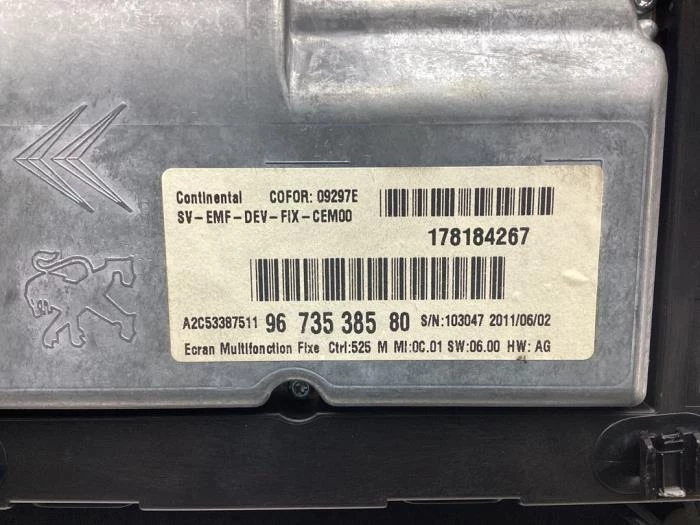 Continental COFOR: 09297E
SV-EMF-DEV-FIX-CEM00
178184267
A2C53387511 96 735 385 80 S/N:103047 2011/06/02
Ecran Multifonction Fixe Ctrl:525 M MI:0C.01 SW:06.00 HW: AG